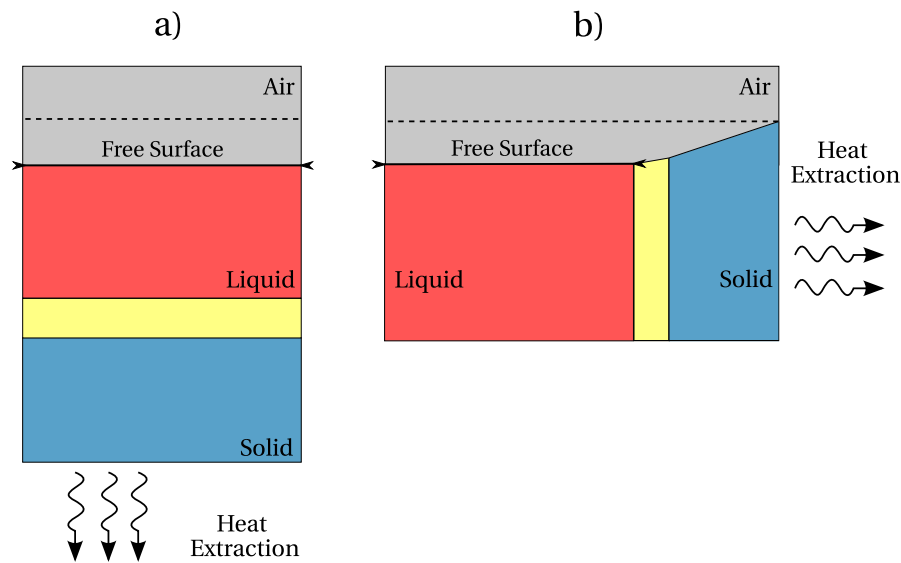 a)
Air
Free Surface
Liquid
Solid
Heat
Extraction
b)
Air
Free Surface
Liquid
Solid
Heat
Extraction